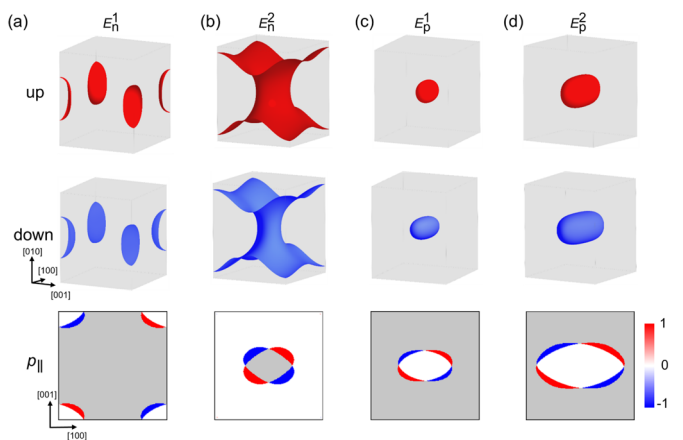 (a) E_n^1 (b) E_n^2 (c) E_p^1 (d) E_p^2
up
down
[010]
[100]
[001]
p_||
[001]
[100]
1
0
-1